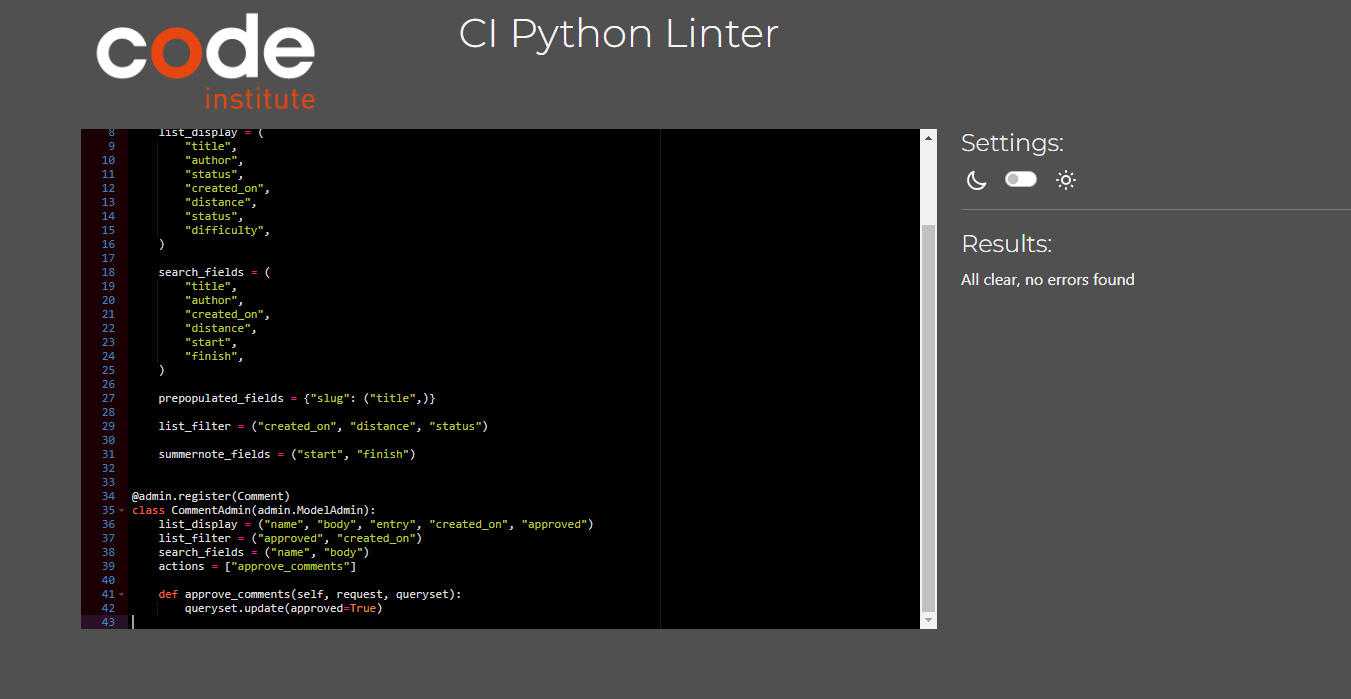 code
institute
CI Python Linter
8 list_display = (
9 "title",
10 "author",
11 "status",
12 "created_on",
13 "distance",
14 "status",
15 "difficulty",
16 )
17
18 search_fields = (
19 "title",
20 "author",
21 "created_on",
22 "distance",
23 "start",
24 "finish",
25 )
26
27 prepopulated_fields = {"slug": ("title",)}
28
29 list_filter = ("created_on", "distance", "status")
30
31 summernote_fields = ("start", "finish")
32
33
34 @admin.register(Comment)
35 class CommentAdmin(admin.ModelAdmin):
36 list_display = ("name", "body", "entry", "created_on", "approved")
37 list_filter = ("approved", "created_on")
38 search_fields = ("name", "body")
39 actions = ["approve_comments"]
40
41 def approve_comments(self, request, queryset):
42 queryset.update(approved=True)
43
Settings:
Results:
All clear, no errors found